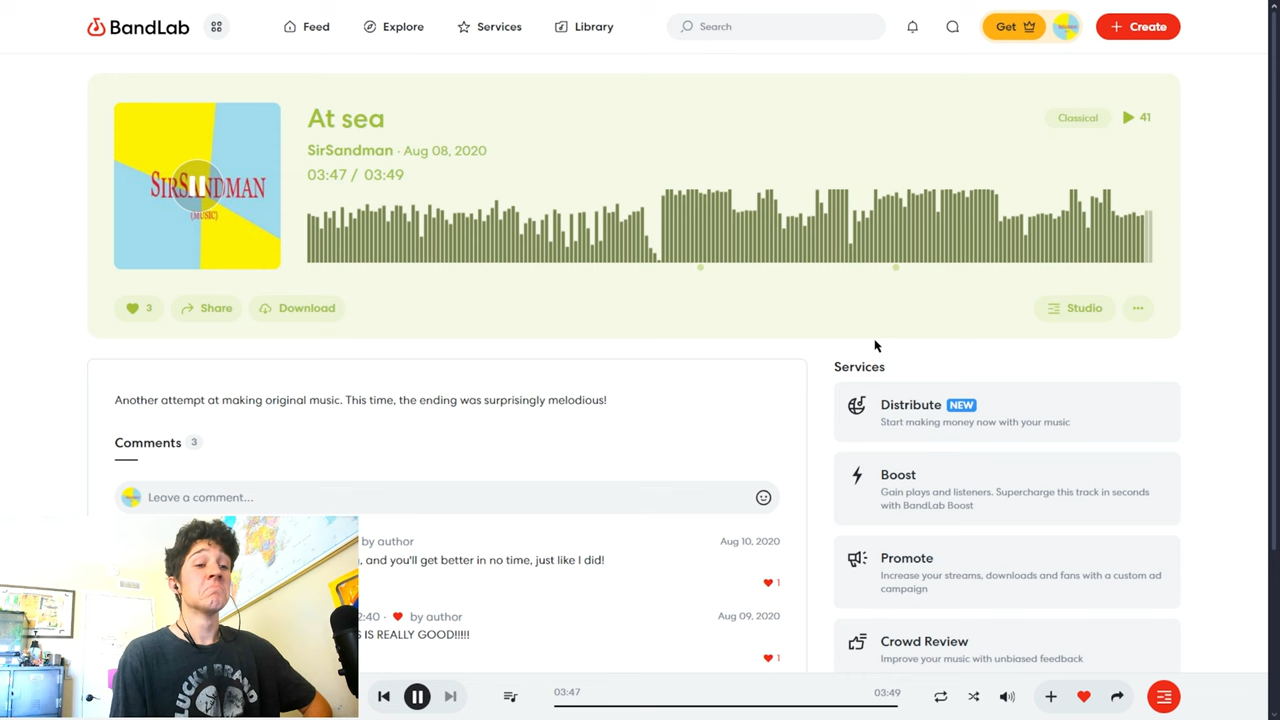 BandLab
Feed
Explore
Services
Library
Search
Get
Create
At sea
Classical
41
SirSandman · Aug 08, 2020
03:47 / 03:49
SIRSANDMAN
(MUSIC)
3
Share
Download
Studio
Another attempt at making original music. This time, the ending was surprisingly melodious!
Comments 3
Leave a comment...
by author
Aug 10, 2020
, and you'll get better in no time, just like I did!
1
2:40 · by author
Aug 09, 2020
S IS REALLY GOOD!!!!!
1
Services
Distribute NEW
Start making money now with your music
Boost
Gain plays and listeners. Supercharge this track in seconds
with BandLab Boost
Promote
Increase your streams, downloads and fans with a custom ad
campaign
Crowd Review
Improve your music with unbiased feedback
LUCKY BRAND
03:47
03:49